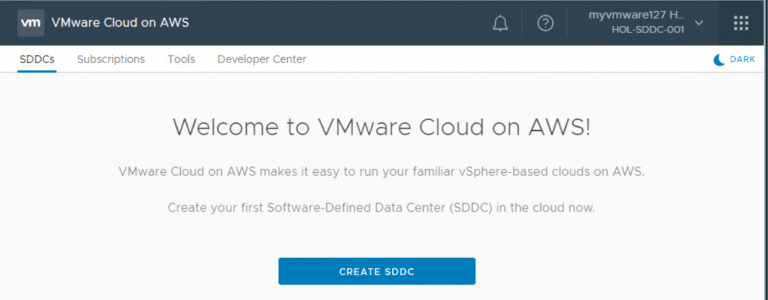 vm VMware Cloud on AWS
myvmware127 H...
HOL-SDDC-001
SDDCs Subscriptions Tools Developer Center DARK
Welcome to VMware Cloud on AWS!
VMware Cloud on AWS makes it easy to run your familiar vSphere-based clouds on AWS.
Create your first Software-Defined Data Center (SDDC) in the cloud now.
CREATE SDDC